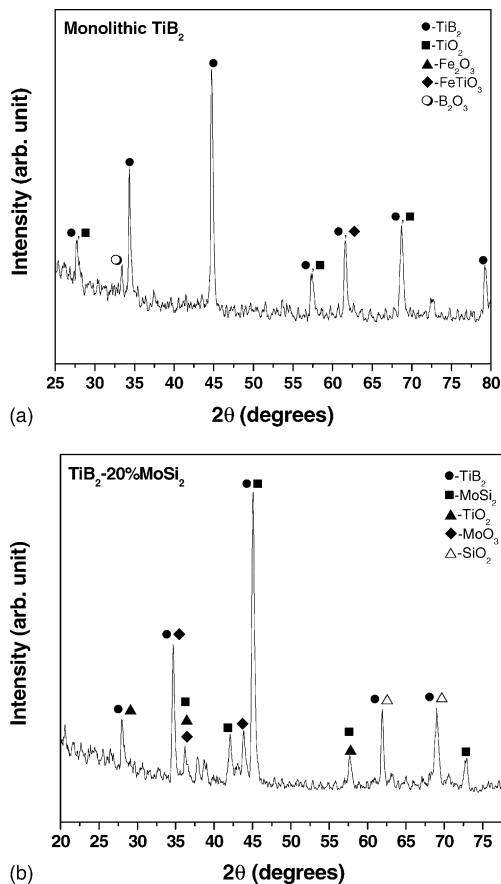 Monolithic TiB₂
●-TiB₂
■-TiO₂
▲-Fe₂O₃
◆-FeTiO₃
○-B₂O₃
Intensity (arb. unit)
25 30 35 40 45 50 55 60 65 70 75 80
(a)
2θ (degrees)
TiB₂-20%MoSi₂
●-TiB₂
■-MoSi₂
▲-TiO₂
◆-MoO₃
△-SiO₂
Intensity (arb. unit)
20 25 30 35 40 45 50 55 60 65 70 75
(b)
2θ (degrees)